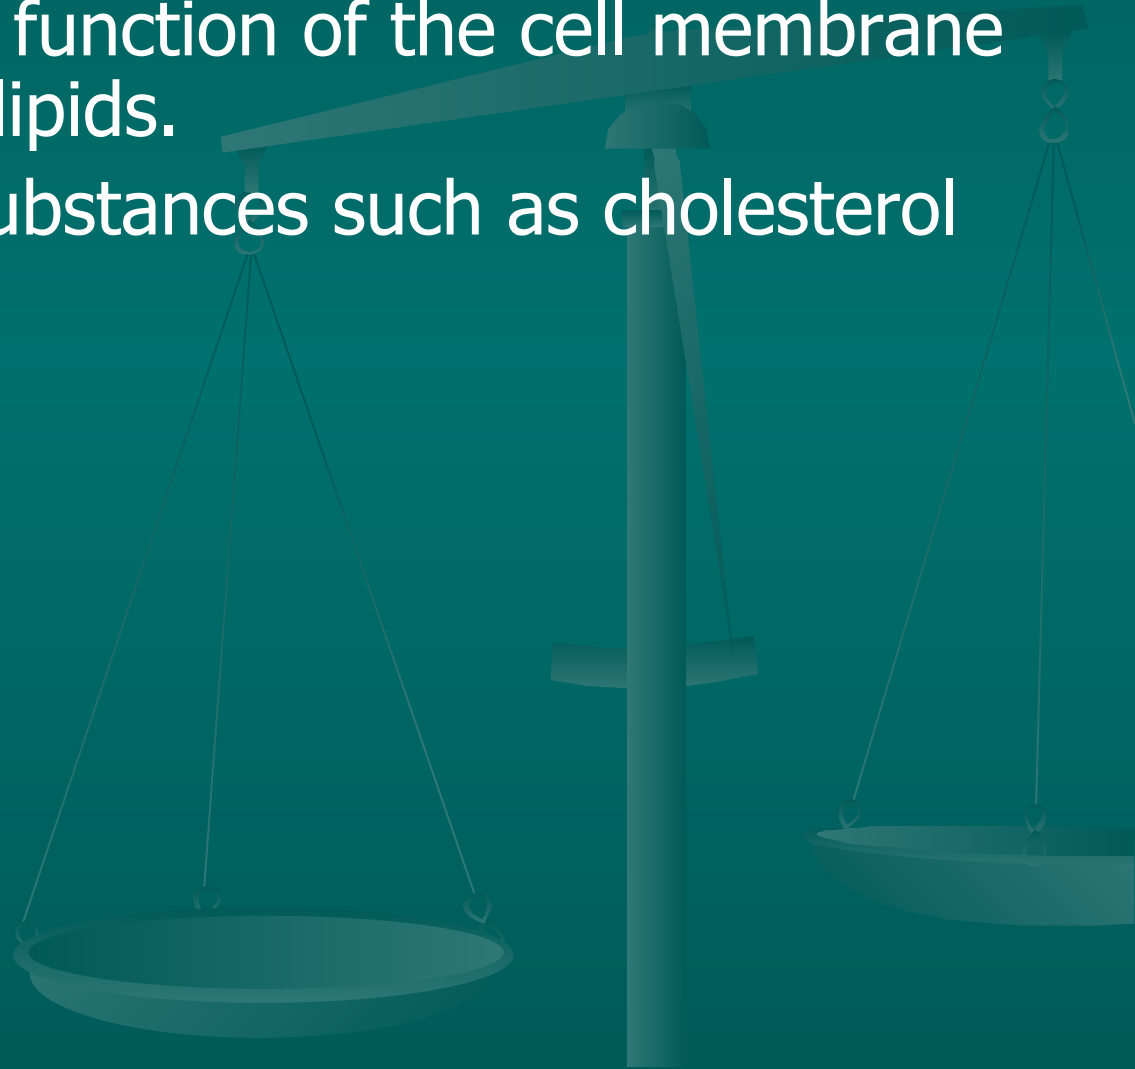 function of the cell membrane
lipids.
ubstances such as cholesterol